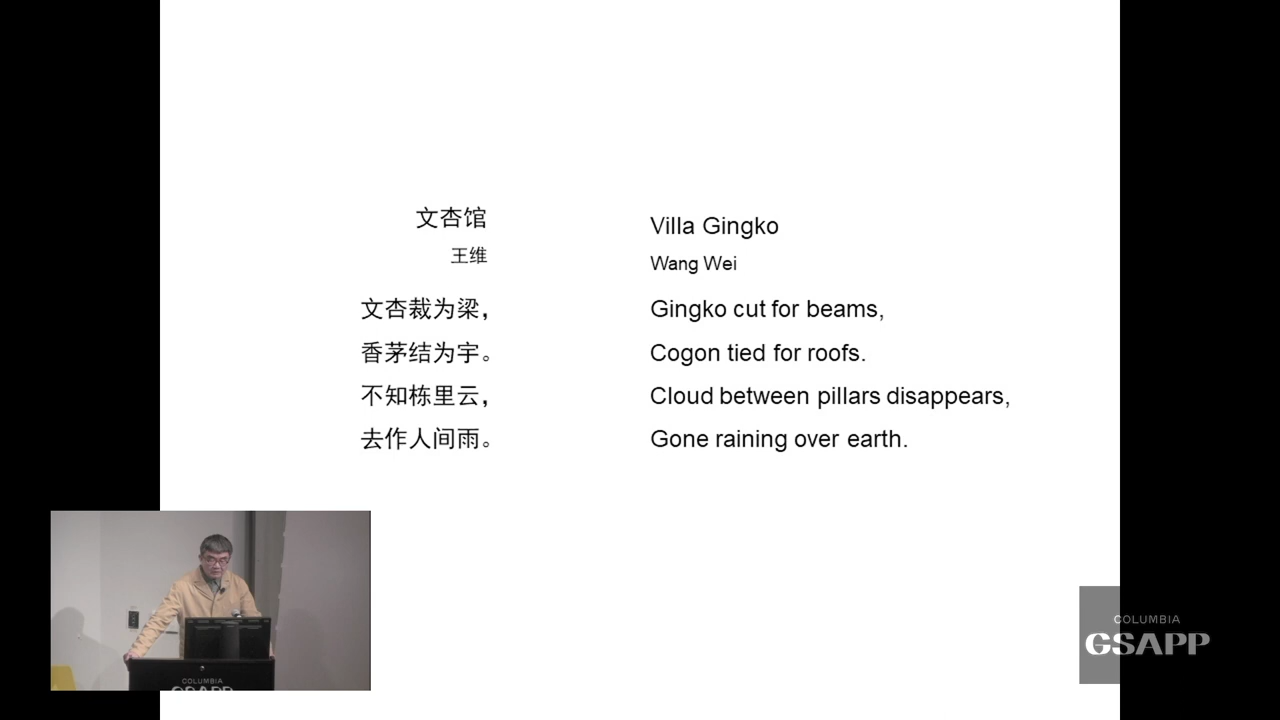 文杏馆
王维
文杏裁为梁，
香茅结为宇。
不知栋里云，
去作人间雨。
Villa Gingko
Wang Wei
Gingko cut for beams,
Cogon tied for roofs.
Cloud between pillars disappears,
Gone raining over earth.
COLUMBIA
GSAPP
COLUMBIA
GSAPP